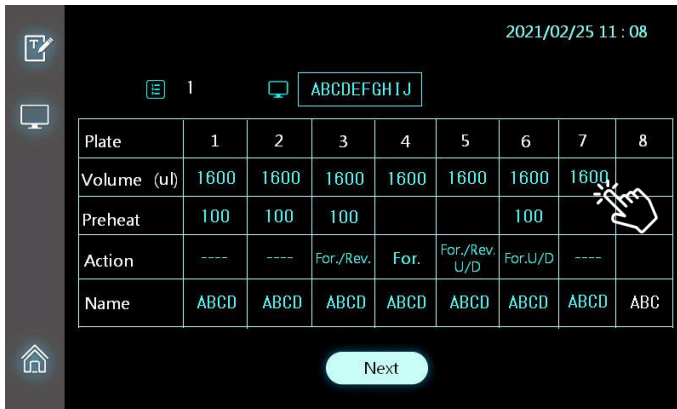 2021/02/25 11 : 08
T
1 ABCDEFGHIJ
Plate 1 2 3 4 5 6 7 8
Volume (ul) 1600 1600 1600 1600 1600 1600 1600
Preheat 100 100 100 100
Action ---- ---- For./Rev. For. For./Rev. U/D For.U/D ----
Name ABCD ABCD ABCD ABCD ABCD ABCD ABCD ABC
Next